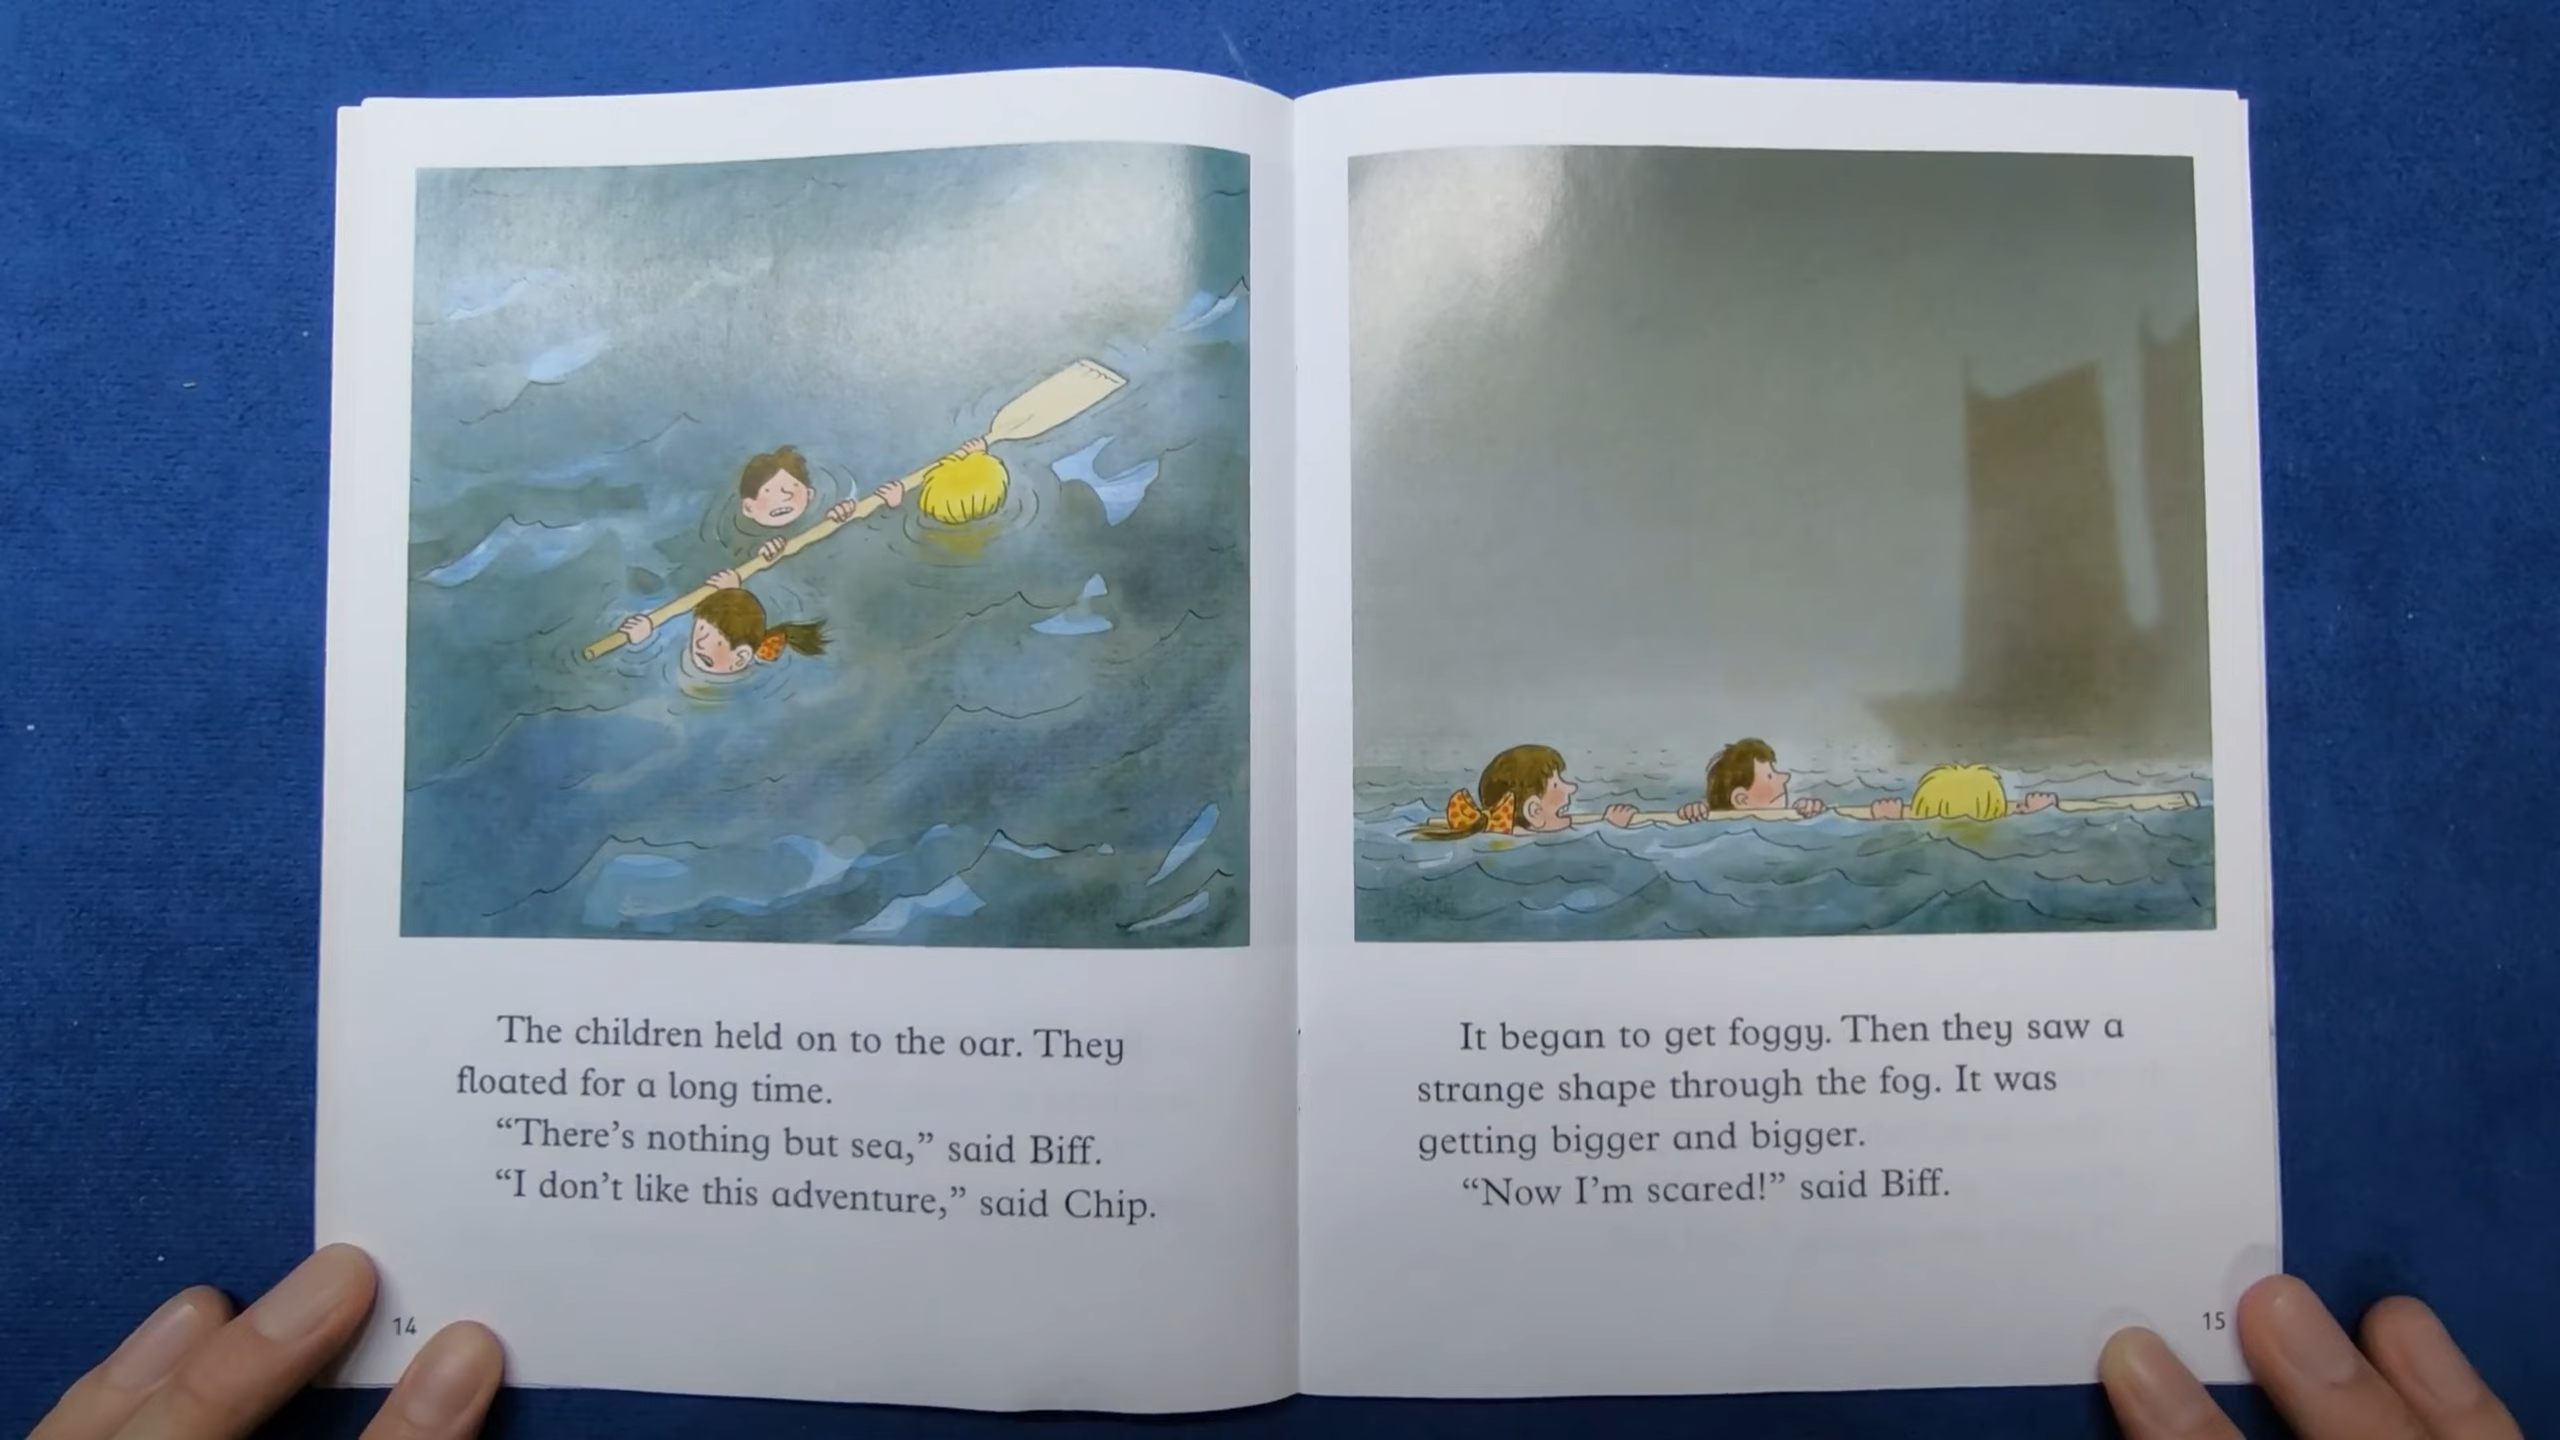 The children held on to the oar. They
floated for a long time.
“There’s nothing but sea,” said Biff.
“I don’t like this adventure,” said Chip.
14
It began to get foggy. Then they saw a
strange shape through the fog. It was
getting bigger and bigger.
“Now I’m scared!” said Biff.
15